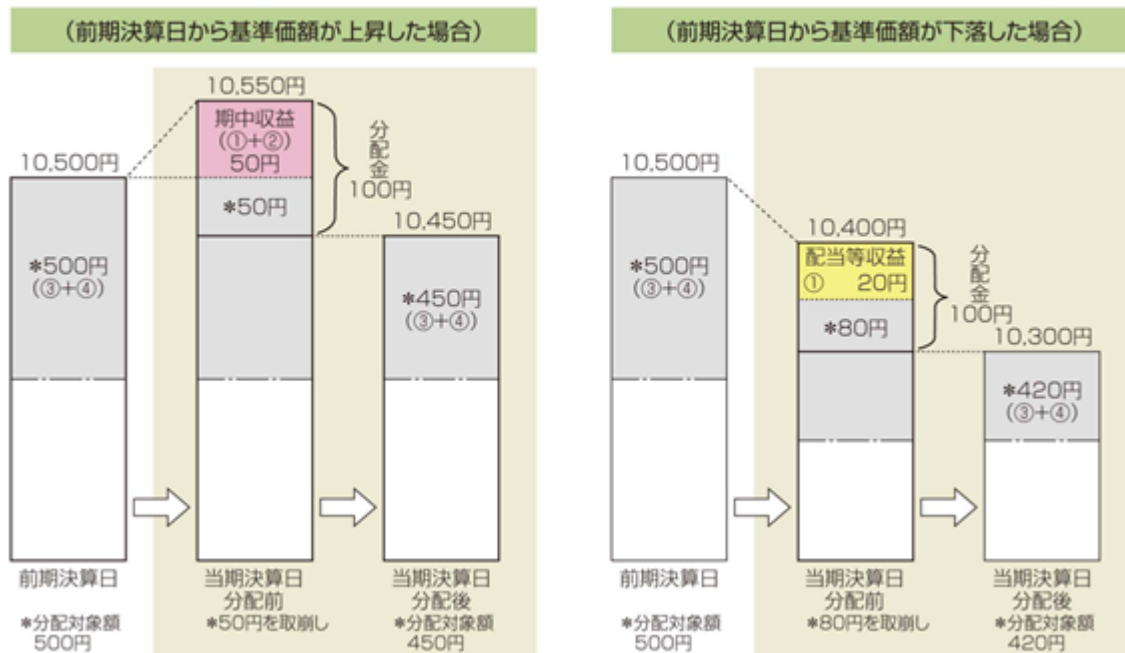 （前期決算日から基準価額が上昇した場合）
10,550円
期中収益
（①＋②）
50円
＊50円
分配金
100円
10,500円
＊500円
（③＋④）
10,450円
＊450円
（③＋④）
前期決算日
＊分配対象額
500円
当期決算日
分配前
＊50円を取崩し
当期決算日
分配後
＊分配対象額
450円
（前期決算日から基準価額が下落した場合）
10,500円
＊500円
（③＋④）
10,400円
配当等収益
① 20円
＊80円
分配金
100円
10,300円
＊420円
（③＋④）
前期決算日
＊分配対象額
500円
当期決算日
分配前
＊80円を取崩し
当期決算日
分配後
＊分配対象額
420円